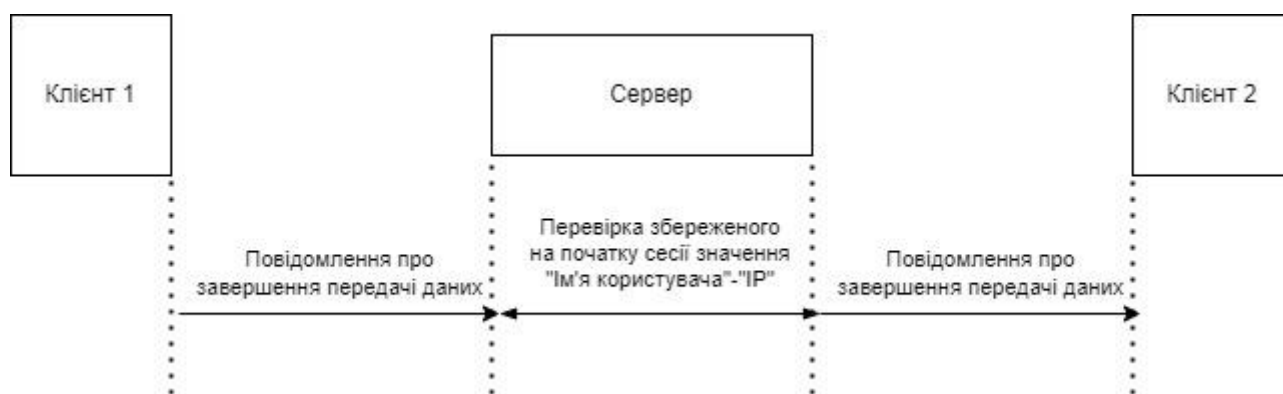 Клієнт 1
Сервер
Клієнт 2
Повідомлення про
завершення передачі даних
Перевірка збереженого
на початку сесії значення
"Ім'я користувача"-"IP"
Повідомлення про
завершення передачі даних